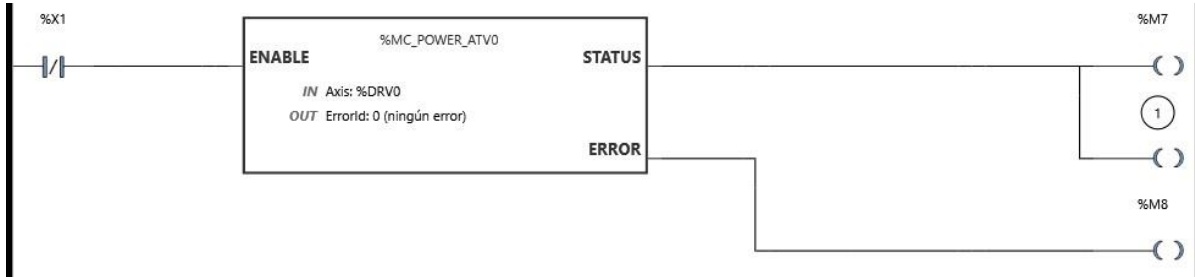 %X1
%MC_POWER_ATV0
%M7
ENABLE
STATUS
IN Axis: %DRV0
OUT ErrorId: 0 (ningún error)
1
ERROR
%M8